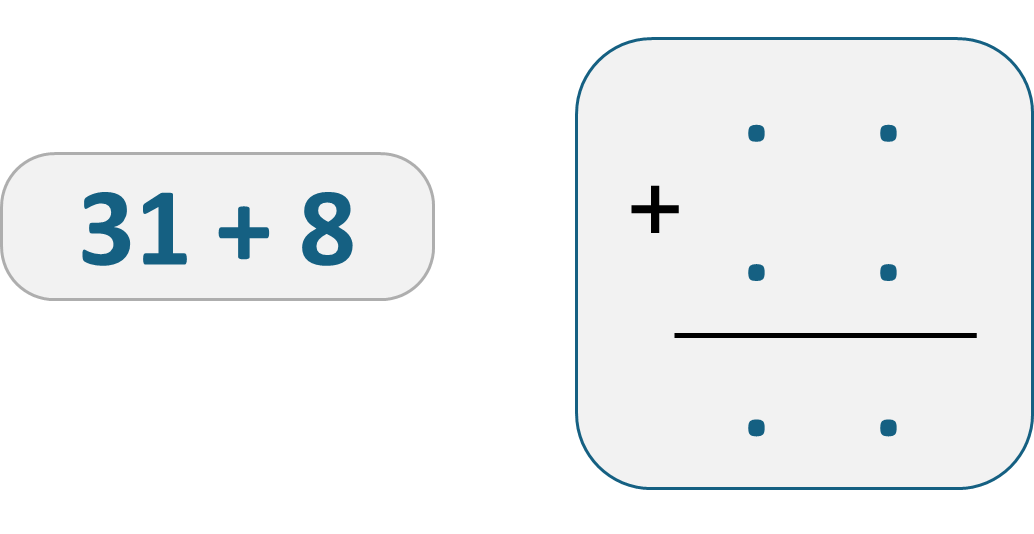 31 + 8
. .
+
. .
. .